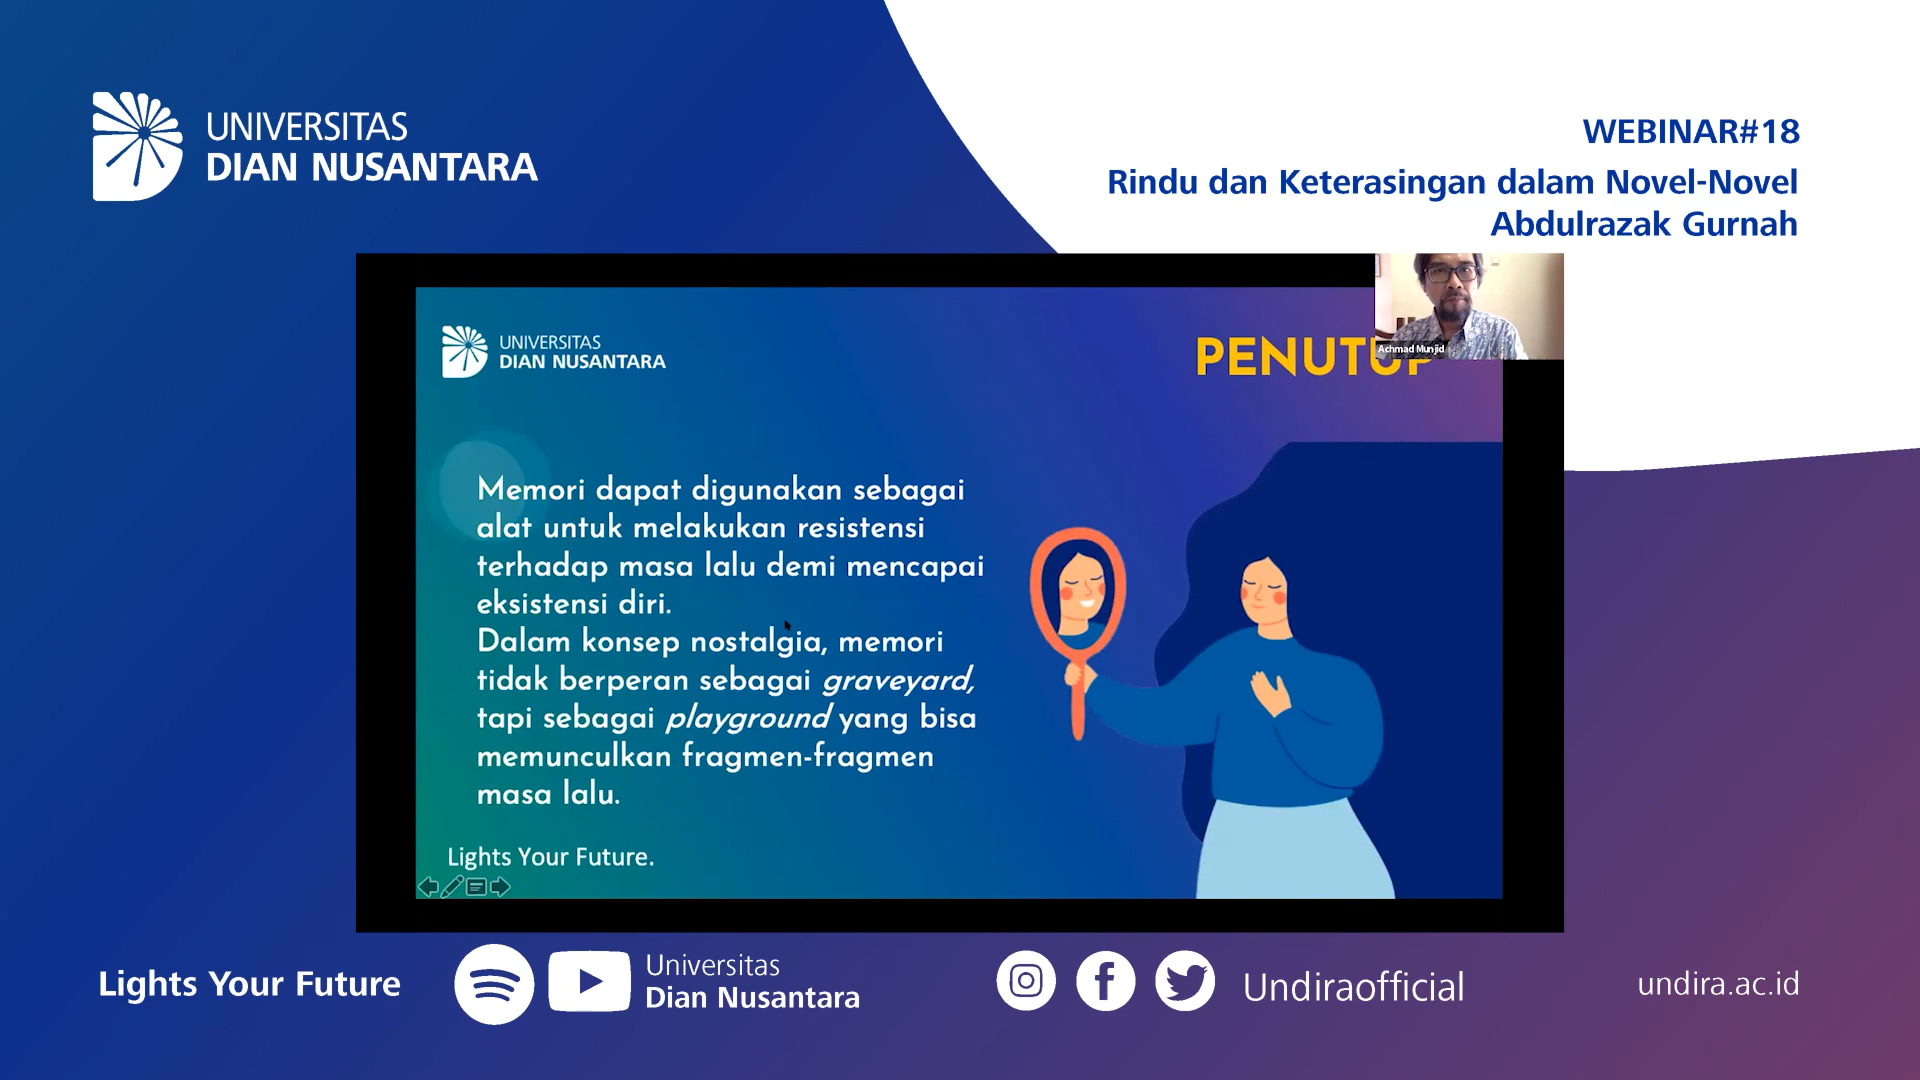 UNIVERSITAS
DIAN NUSANTARA
WEBINAR#18
Rindu dan Keterasingan dalam Novel-Novel
Abdulrazak Gurnah
UNIVERSITAS
DIAN NUSANTARA
PENUTUP
Achmad Munjid
Memori dapat digunakan sebagai
alat untuk melakukan resistensi
terhadap masa lalu demi mencapai
eksistensi diri.
Dalam konsep nostalgia, memori
tidak berperan sebagai graveyard,
tapi sebagai playground yang bisa
memunculkan fragmen-fragmen
masa lalu.
Lights Your Future.
Lights Your Future
Universitas
Dian Nusantara
Undiraofficial
undira.ac.id